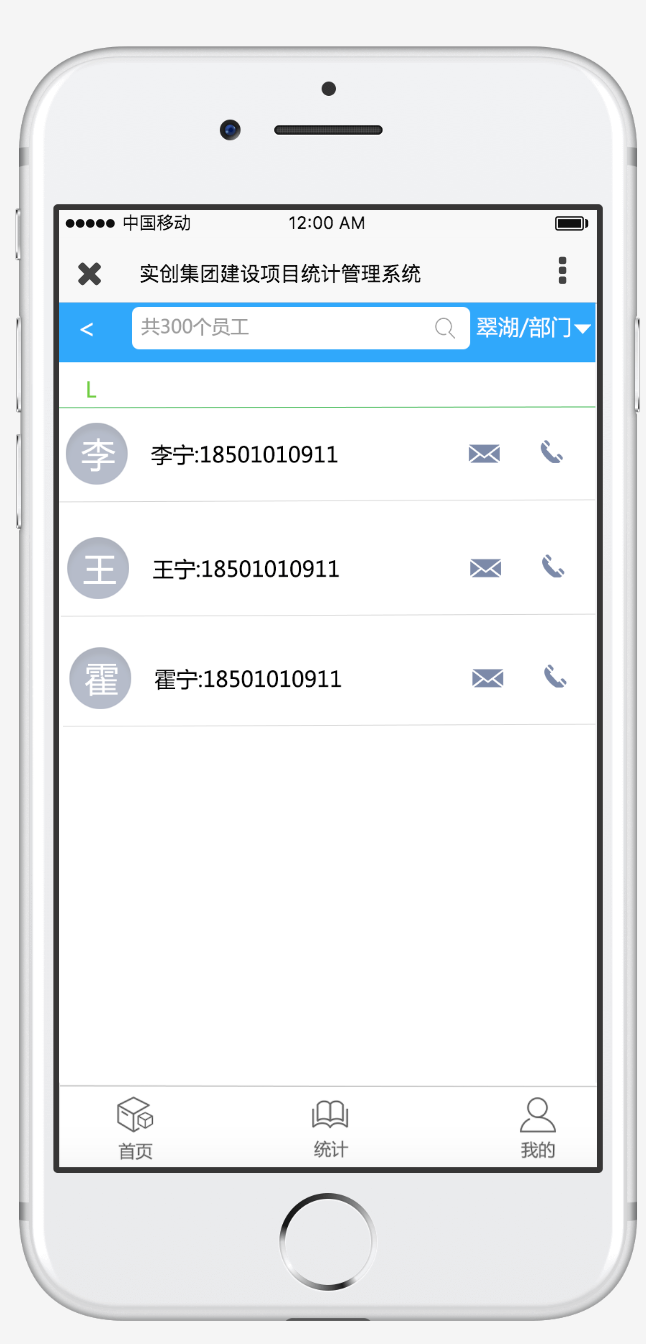 中国移动 12:00 AM
实创集团建设项目统计管理系统
< 共300个员工 翠湖/部门
L
李 李宁:18501010911
王 王宁:18501010911
霍 霍宁:18501010911
首页 统计 我的